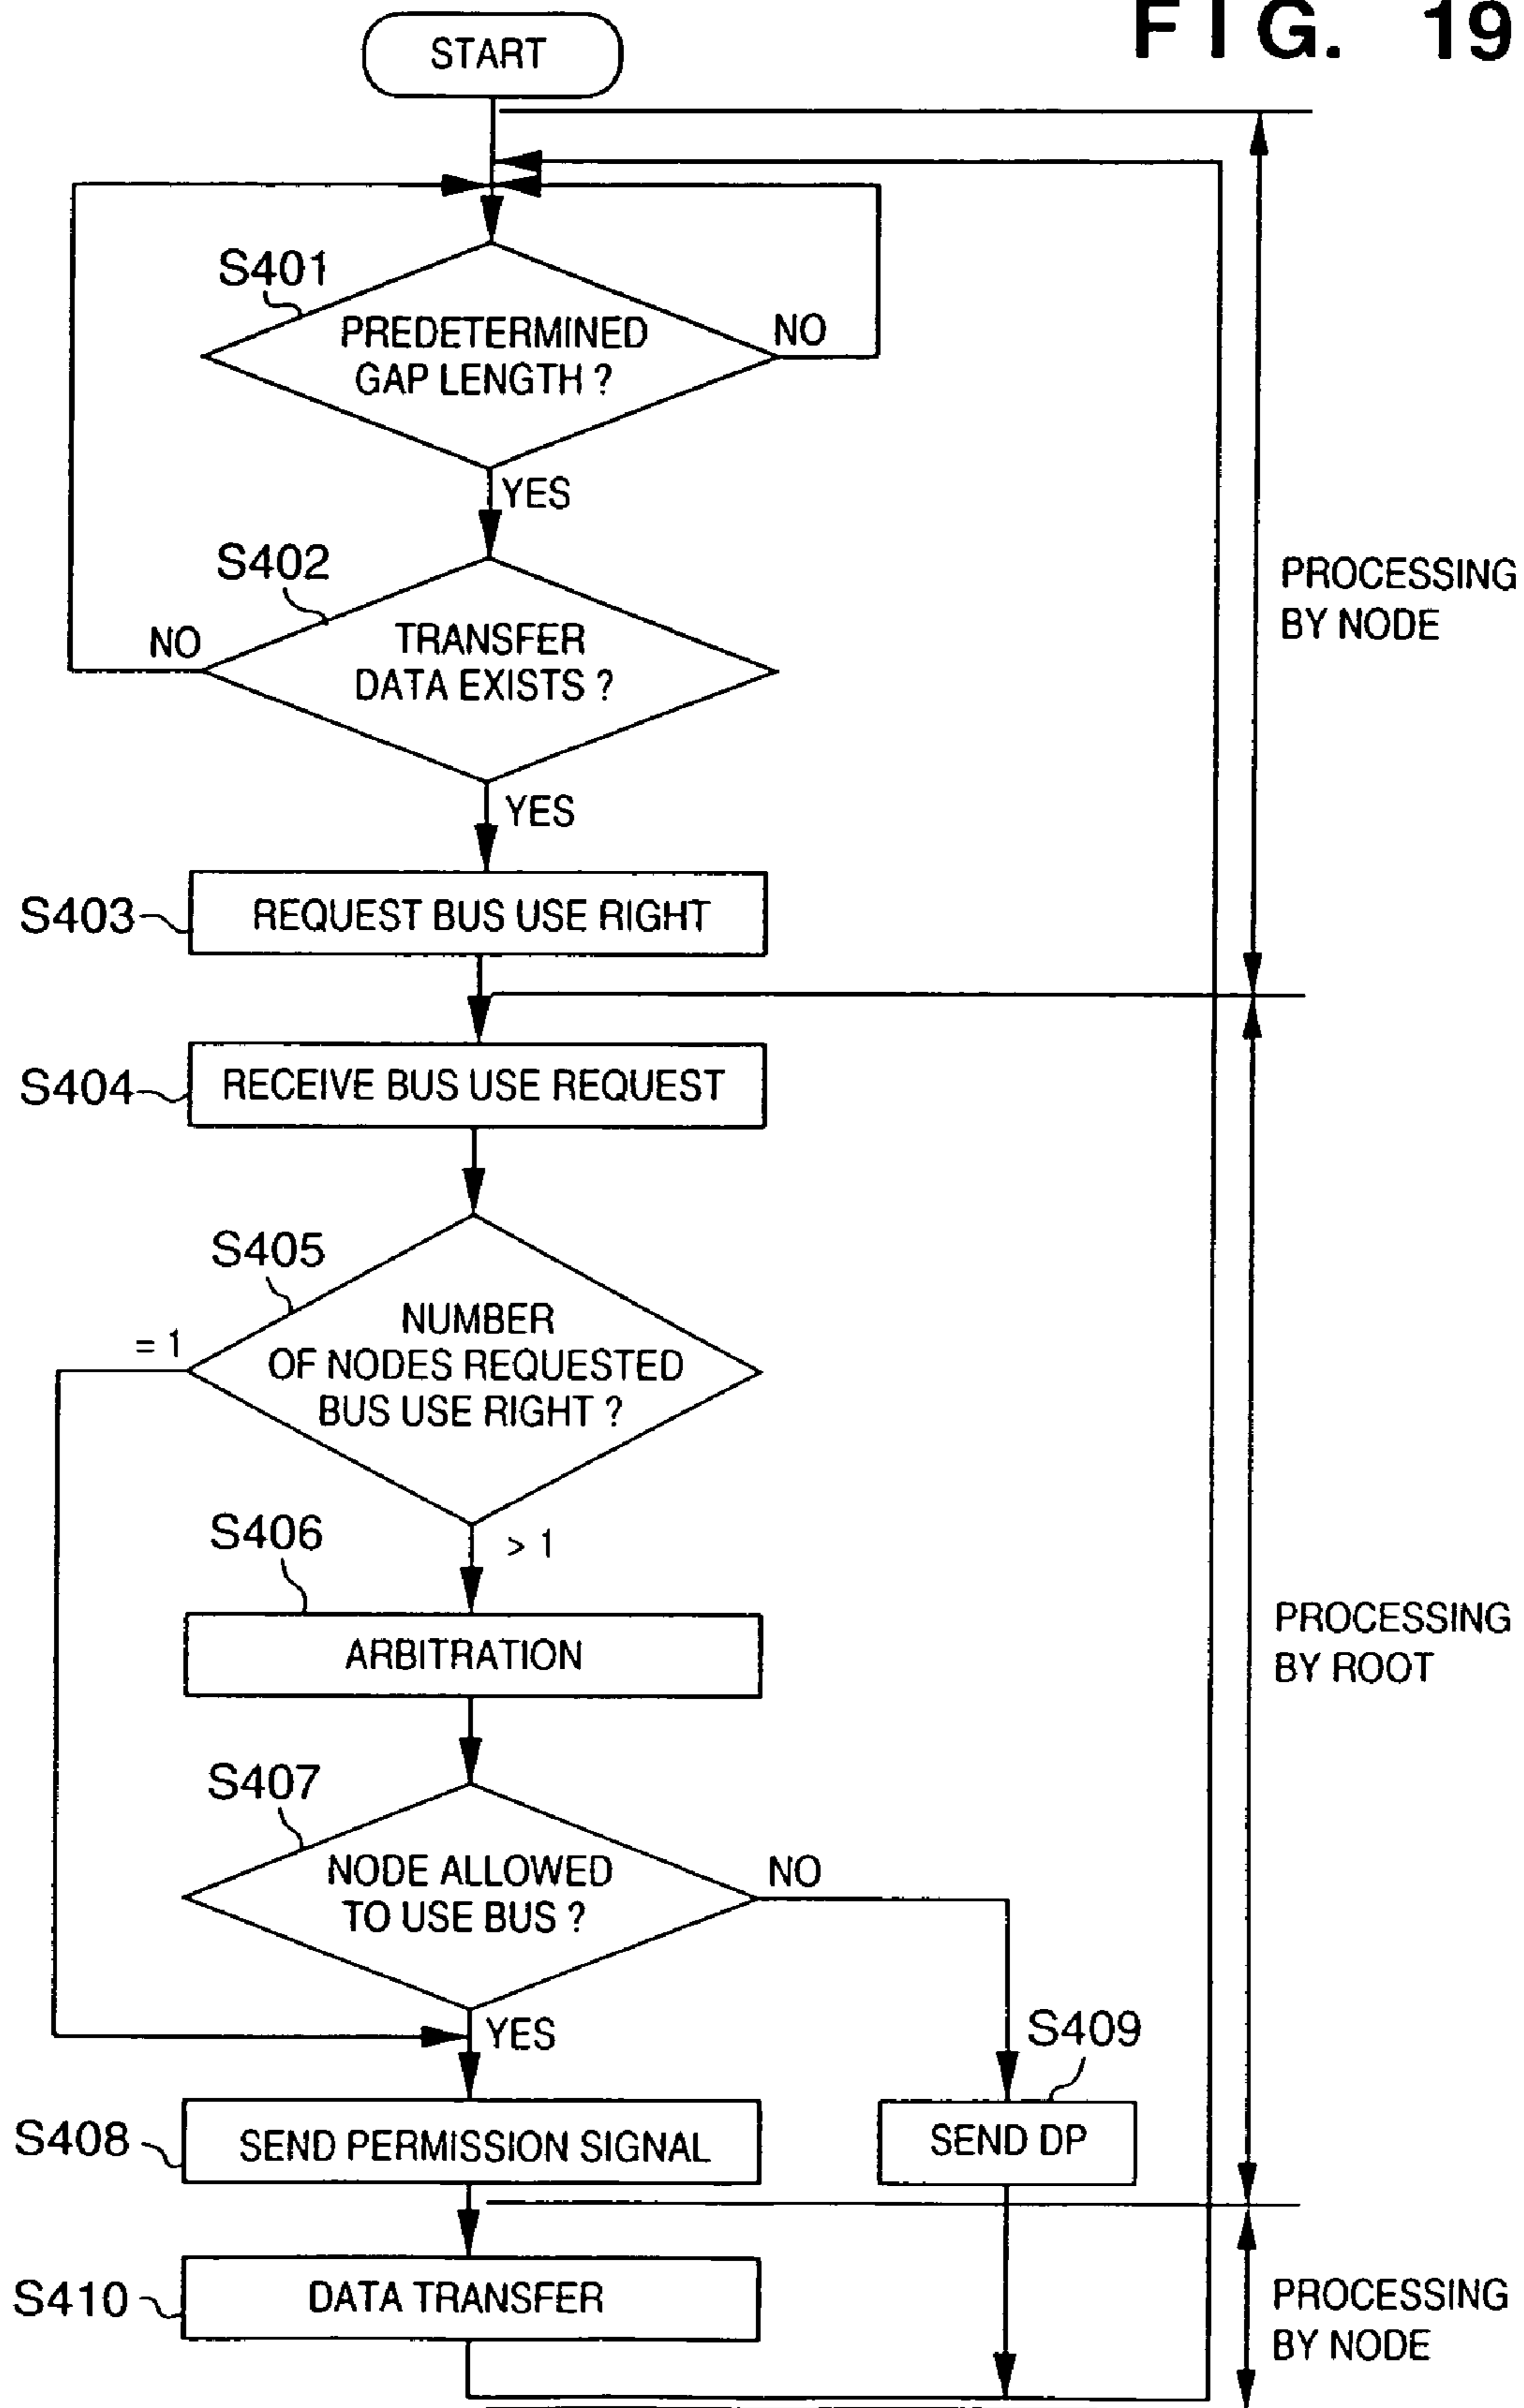 FIG. 19
START
S401
PREDETERMINED
GAP LENGTH ?
NO
YES
S402
TRANSFER
DATA EXISTS ?
NO
YES
PROCESSING
BY NODE
S403
REQUEST BUS USE RIGHT
S404
RECEIVE BUS USE REQUEST
S405
NUMBER
OF NODES REQUESTED
BUS USE RIGHT ?
= 1
> 1
S406
ARBITRATION
PROCESSING
BY ROOT
S407
NODE ALLOWED
TO USE BUS ?
NO
YES
S409
S408
SEND PERMISSION SIGNAL
SEND DP
S410
DATA TRANSFER
PROCESSING
BY NODE